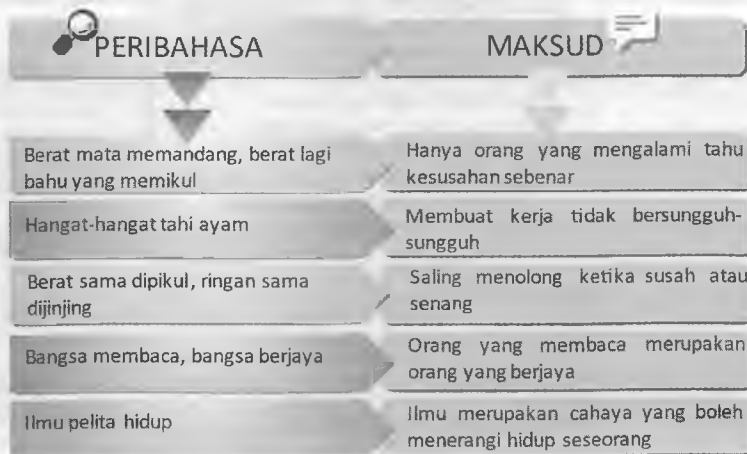 PERIBAHASA
MAKSUD
Berat mata memandang, berat lagi
bahu yang memikul
Hanya orang yang mengalami tahu
kesusahan sebenar
Hangat-hangat tahi ayam
Membuat kerja tidak bersungguh-
sungguh
Berat sama dipikul, ringan sama
dijinjing
Saling menolong ketika susah atau
senang
Bangsa membaca, bangsa berjaya
Orang yang membaca merupakan
orang yang berjaya
Ilmu pelita hidup
Ilmu merupakan cahaya yang boleh
menerangi hidup seseorang